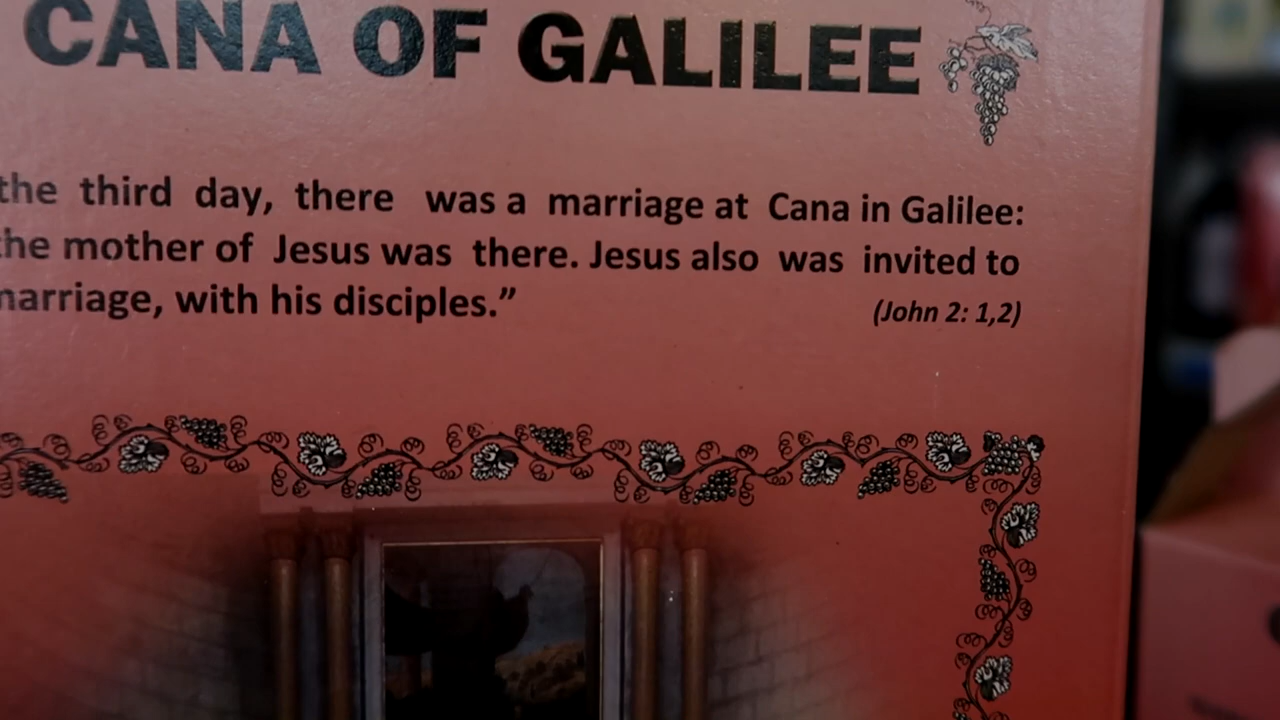 CANA OF GALILEE
the third day, there was a marriage at Cana in Galilee:
the mother of Jesus was there. Jesus also was invited to
marriage, with his disciples.”
(John 2: 1,2)